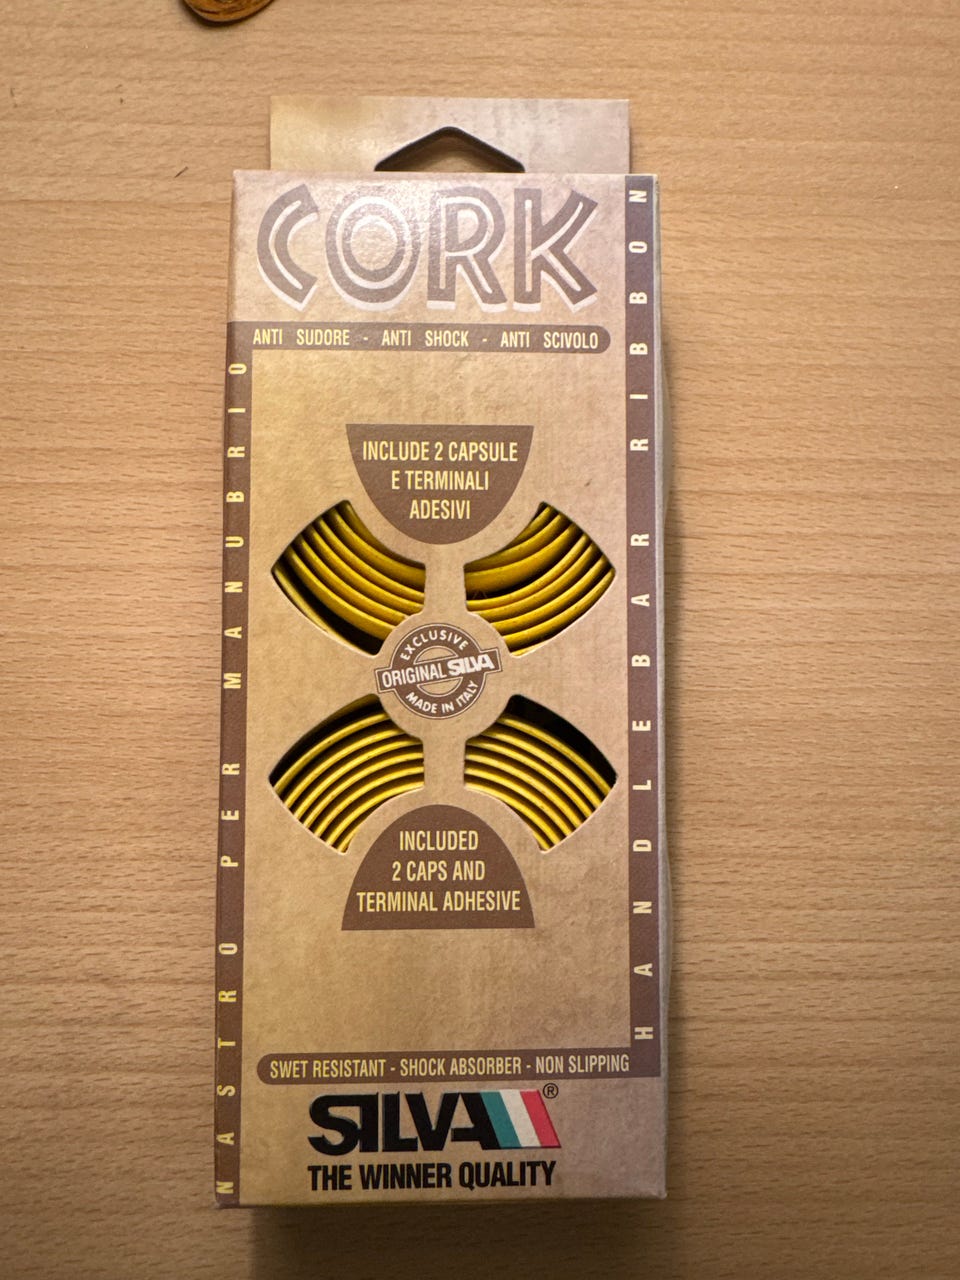 CORK
ANTI SUDORE - ANTI SHOCK - ANTI SCIVOLO
NASTRO PER MANUBRIO
HANDLEBAR RIBBON
INCLUDE 2 CAPSULE
E TERMINALI
ADESIVI
EXCLUSIVE
ORIGINAL SILVA
MADE IN ITALY
INCLUDED
2 CAPS AND
TERMINAL ADHESIVE
SWET RESISTANT - SHOCK ABSORBER - NON SLIPPING
SILVA®
THE WINNER QUALITY